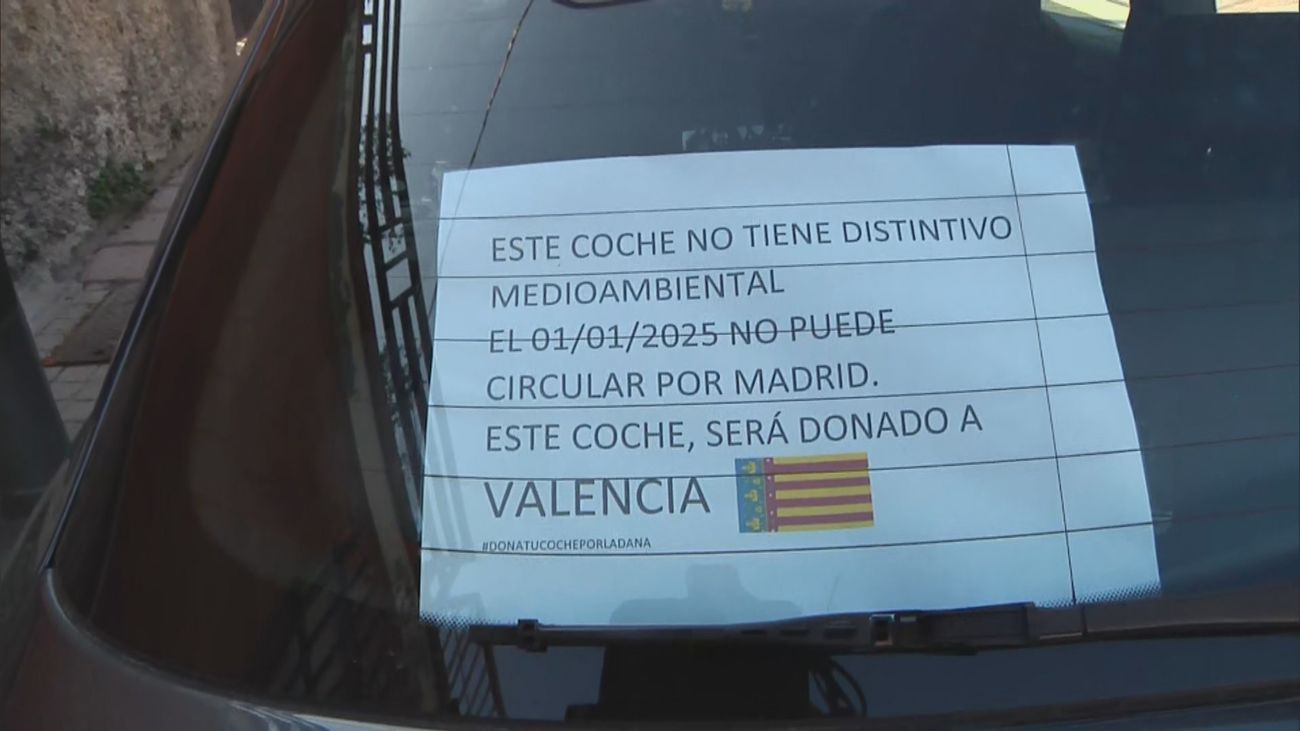 ESTE COCHE NO TIENE DISTINTIVO
MEDIOAMBIENTAL
EL 01/01/2025 NO PUEDE
CIRCULAR POR MADRID.
ESTE COCHE, SERÁ DONADO A
VALENCIA
#DONATUCOCHEPORLADANA